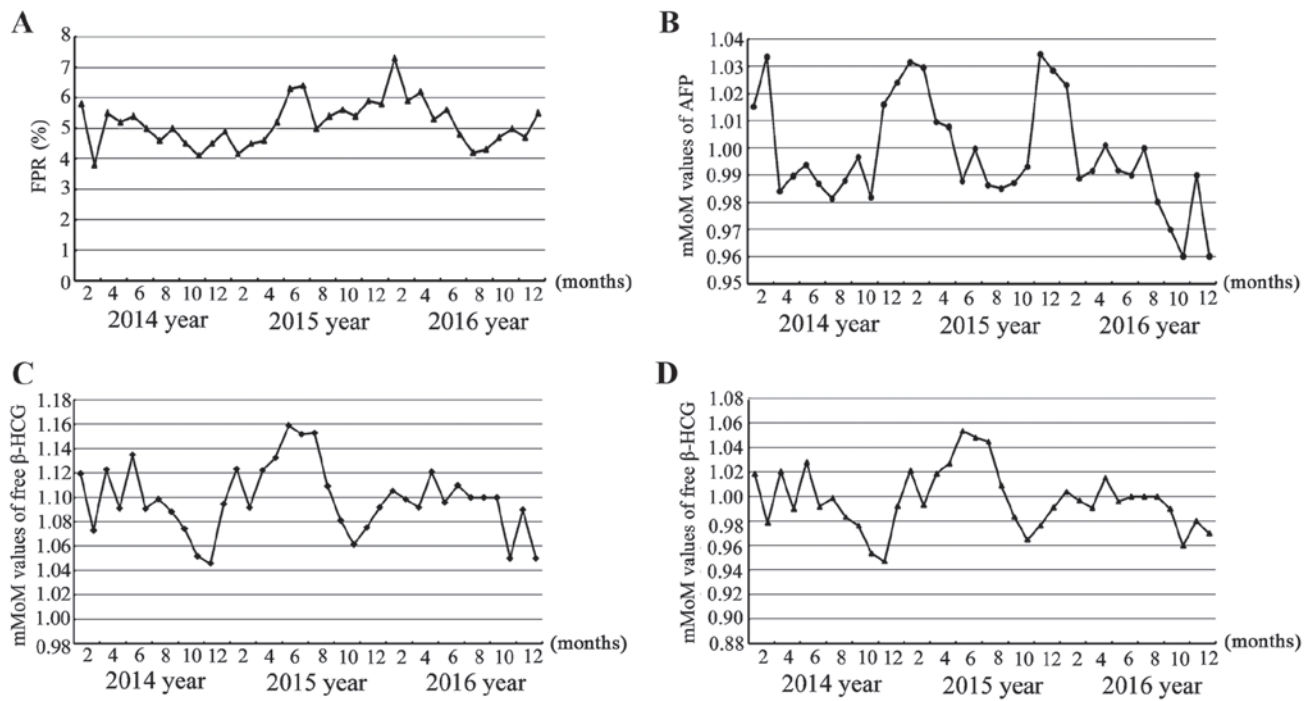 A
FPR (%)
8
7
6
5
4
3
2
1
0
2 4 6 8 10 12 2 4 6 8 10 12 2 4 6 8 10 12 (months)
2014 year 2015 year 2016 year
B
mMoM values of AFP
1.04
1.03
1.02
1.01
1.00
0.99
0.98
0.97
0.96
0.95
2 4 6 8 10 12 2 4 6 8 10 12 2 4 6 8 10 12 (months)
2014 year 2015 year 2016 year
C
mMoM values of free β-HCG
1.18
1.16
1.14
1.12
1.10
1.08
1.06
1.04
1.02
1.00
0.98
2 4 6 8 10 12 2 4 6 8 10 12 2 4 6 8 10 12 (months)
2014 year 2015 year 2016 year
D
mMoM values of free β-HCG
1.08
1.06
1.04
1.02
1.00
0.98
0.96
0.94
0.92
0.90
0.88
2 4 6 8 10 12 2 4 6 8 10 12 2 4 6 8 10 12 (months)
2014 year 2015 year 2016 year